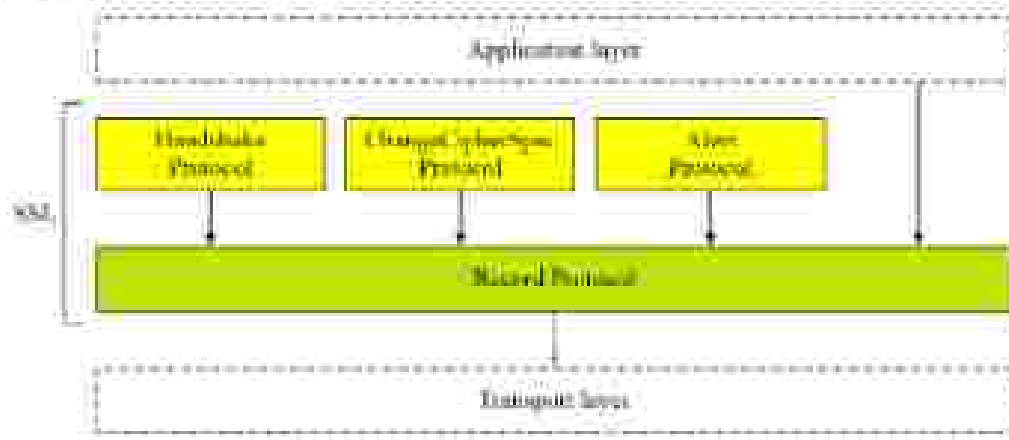 Application layer
Handshake
Protocol
ChangeCipherSpec
Protocol
Alert
Protocol
SSL
Record Protocol
Transport layer